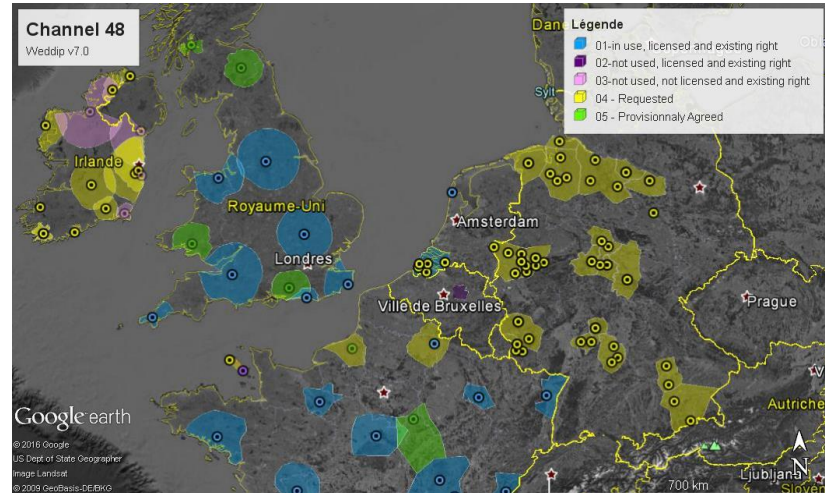 Channel 48
Weddip v7.0
Légende
01-in use, licensed and existing right
02-not used, licensed and existing right
03-not used, not licensed and existing right
04 - Requested
05 - Provisionnaly Agreed
Dan
Sylt
Irlande
Royaume-Uni
Amsterdam
Londres
Ville de Bruxelles
Prague
V
Autriche
Google earth
© 2016 Google
US Dept of State Geographer
Image Landsat
© 2009 GeoBasis-DE/BKG
N
700 km
Ljubljana
Sloven